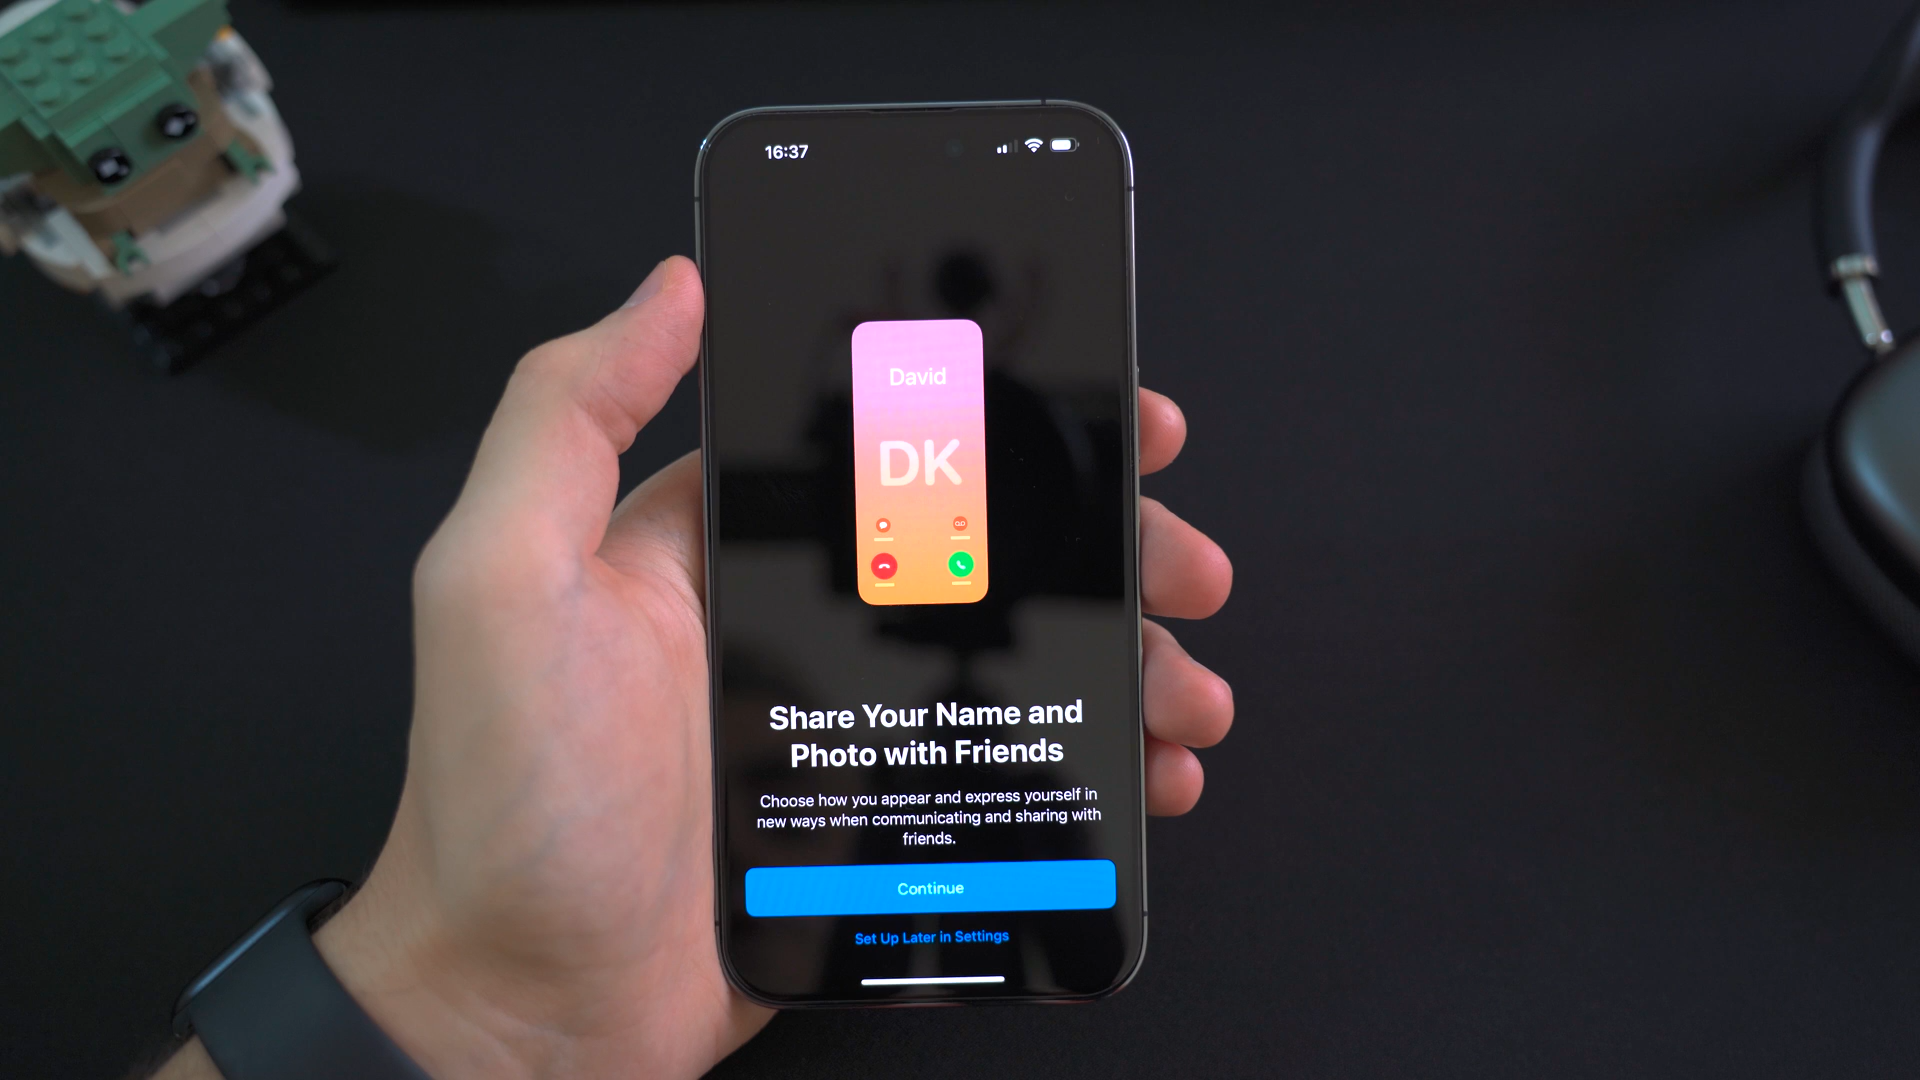 16:37
David
DK
Share Your Name and
Photo with Friends
Choose how you appear and express yourself in
new ways when communicating and sharing with
friends.
Continue
Set Up Later in Settings